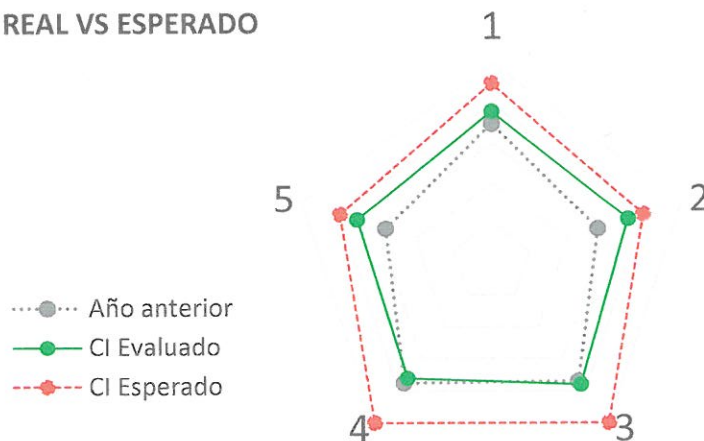 REAL VS ESPERADO
1
5
2
Año anterior
CI Evaluado
CI Esperado
4
3